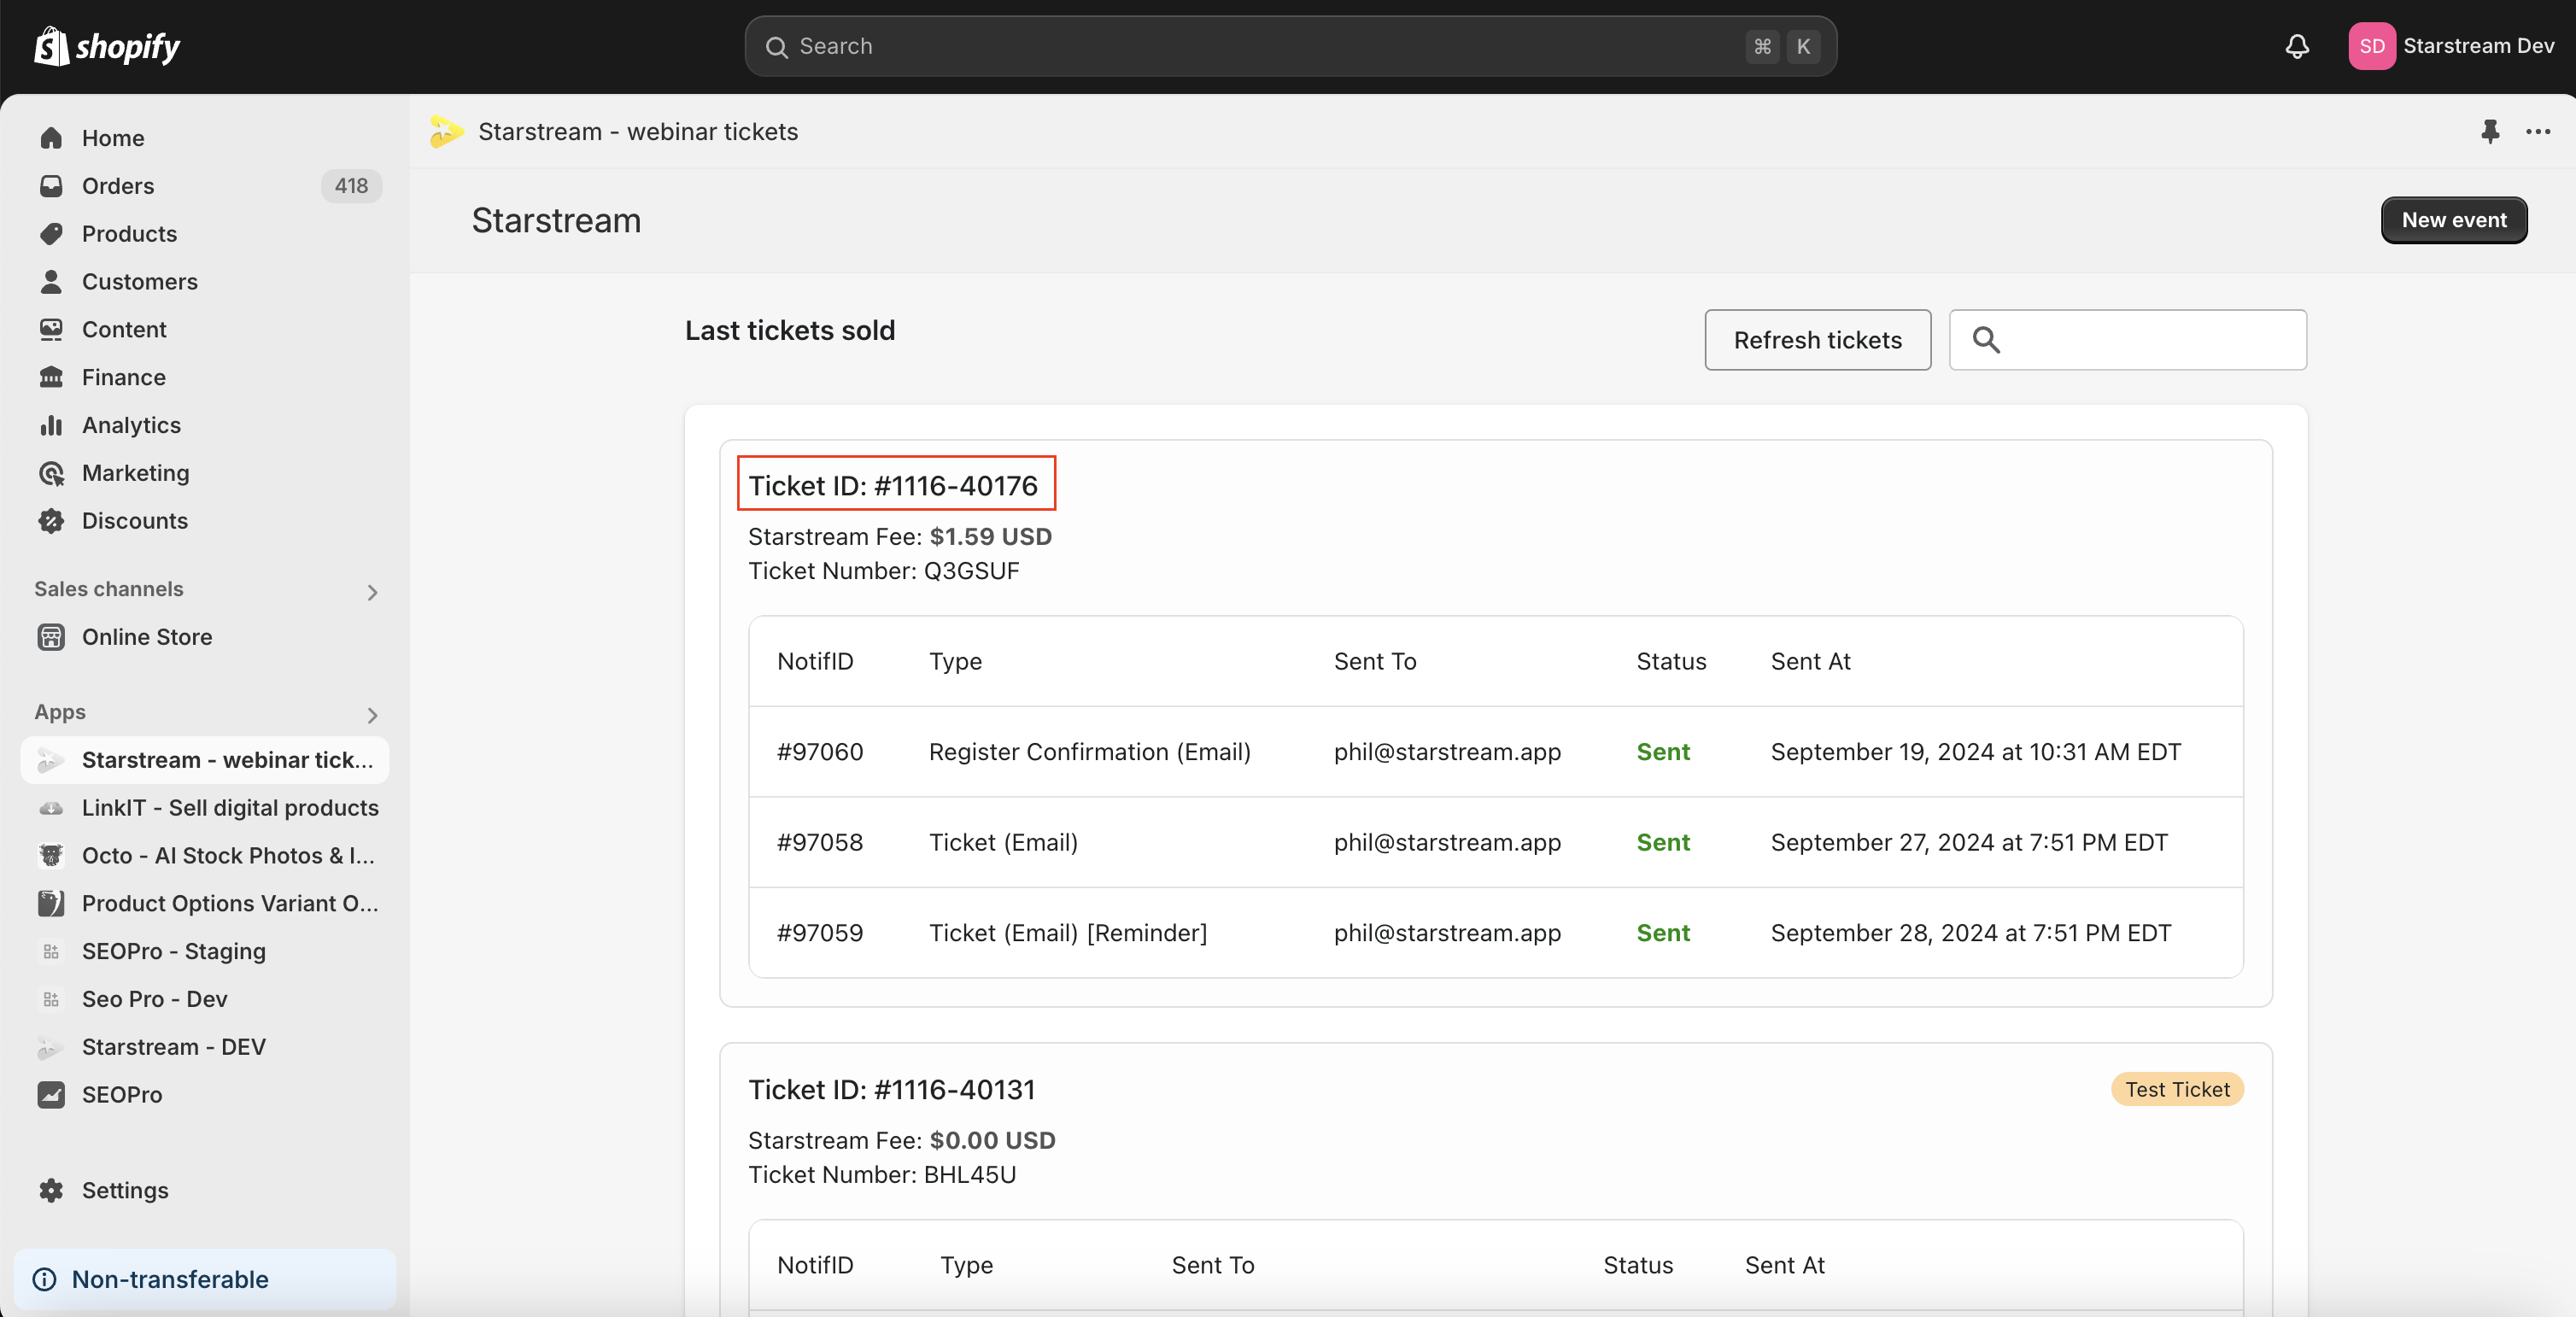 shopify
Search
⌘ K
SD Starstream Dev
Home
Orders 418
Products
Customers
Content
Finance
Analytics
Marketing
Discounts
Sales channels
Online Store
Apps
Starstream - webinar tick...
LinkIT - Sell digital products
Octo - AI Stock Photos & I...
Product Options Variant O...
SEOPro - Staging
Seo Pro - Dev
Starstream - DEV
SEOPro
Settings
Non-transferable
Starstream - webinar tickets
Starstream
New event
Last tickets sold
Refresh tickets
Ticket ID: #1116-40176
Starstream Fee: $1.59 USD
Ticket Number: Q3GSUF
NotifID Type Sent To Status Sent At
#97060 Register Confirmation (Email) phil@starstream.app Sent September 19, 2024 at 10:31 AM EDT
#97058 Ticket (Email) phil@starstream.app Sent September 27, 2024 at 7:51 PM EDT
#97059 Ticket (Email) [Reminder] phil@starstream.app Sent September 28, 2024 at 7:51 PM EDT
Ticket ID: #1116-40131
Test Ticket
Starstream Fee: $0.00 USD
Ticket Number: BHL45U
NotifID Type Sent To Status Sent At